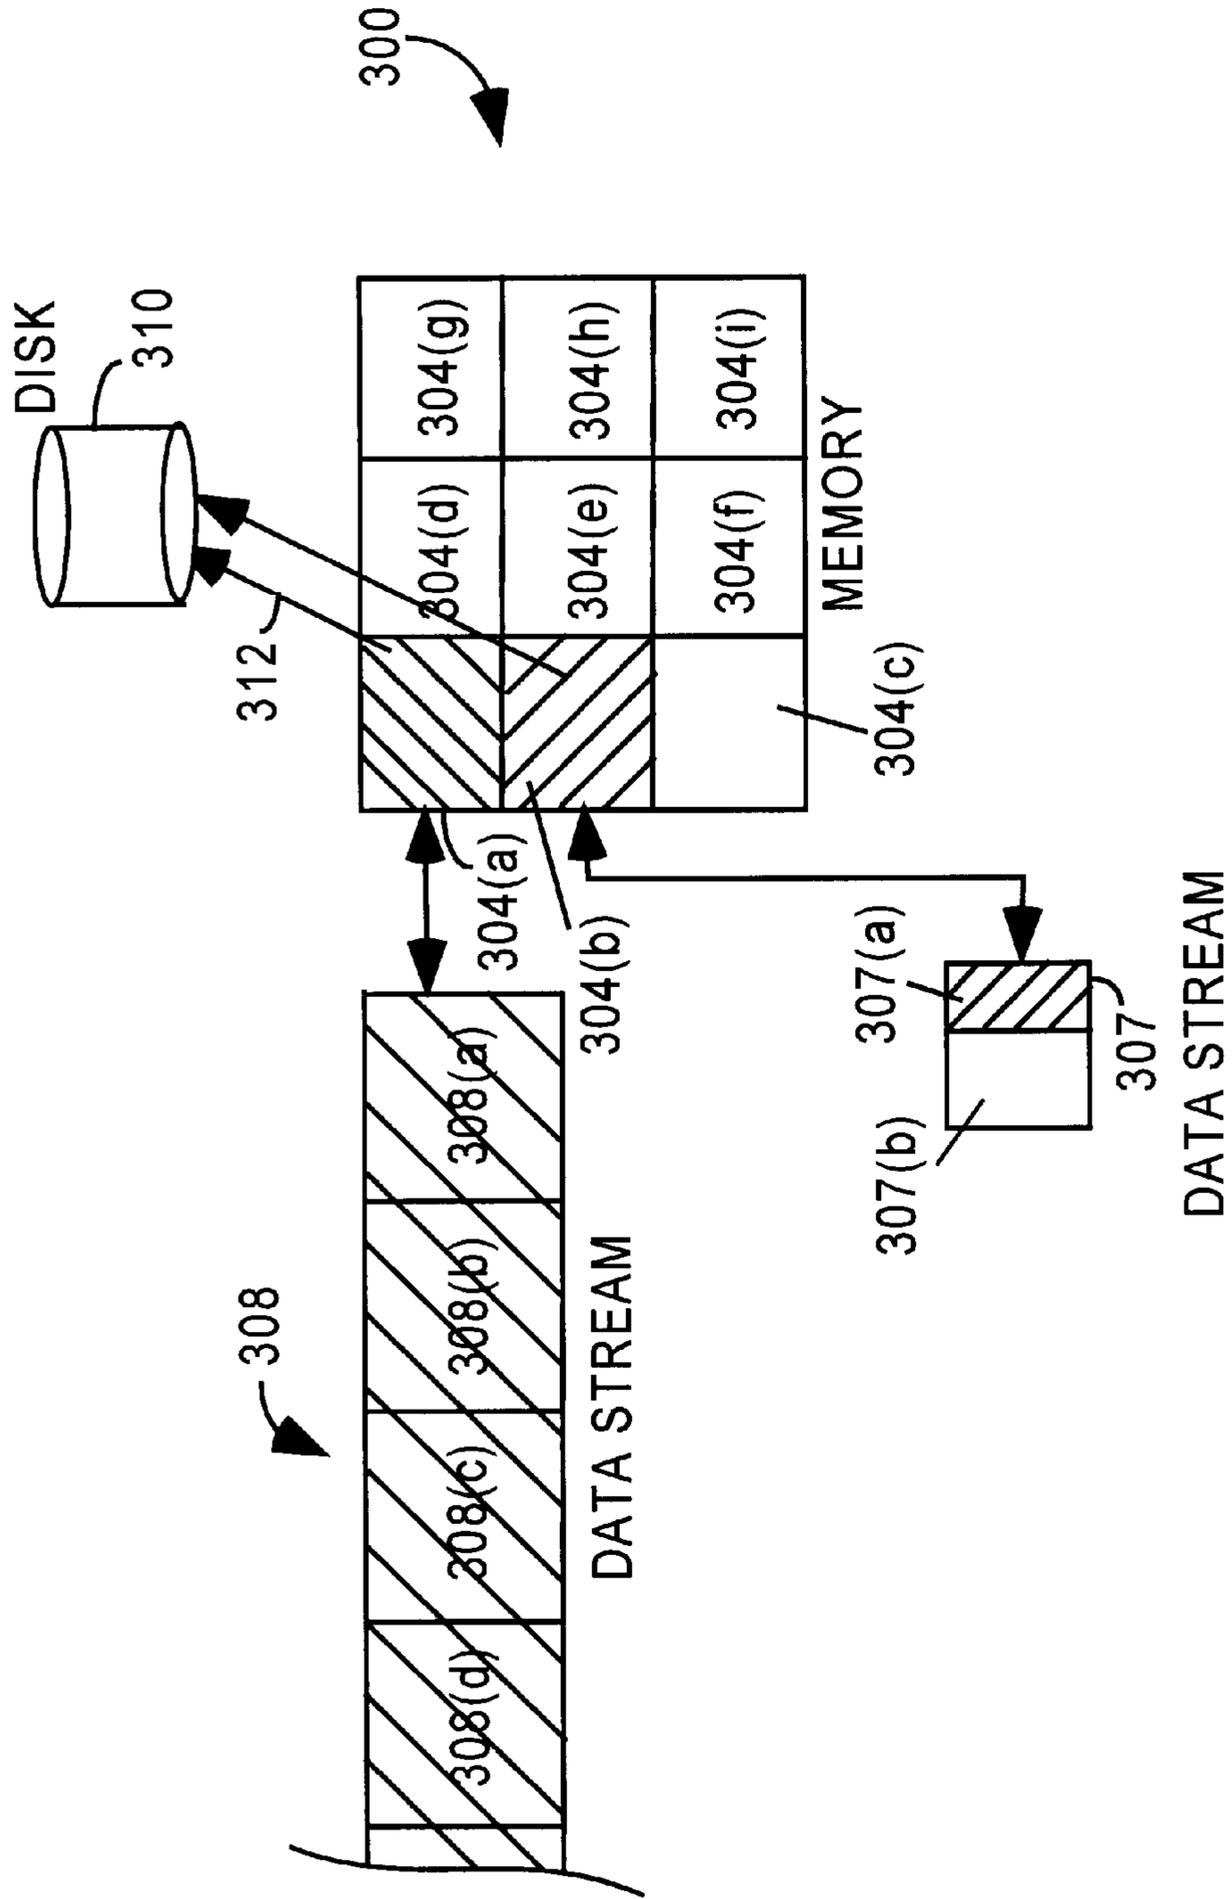 300
DISK
310
312
304(g)
304(h)
304(i)
304(d)
304(e)
304(f)
MEMORY
304(c)
304(a)
304(b)
308
308(a)
308(b)
308(c)
308(d)
DATA STREAM
307(a)
307(b)
307
DATA STREAM